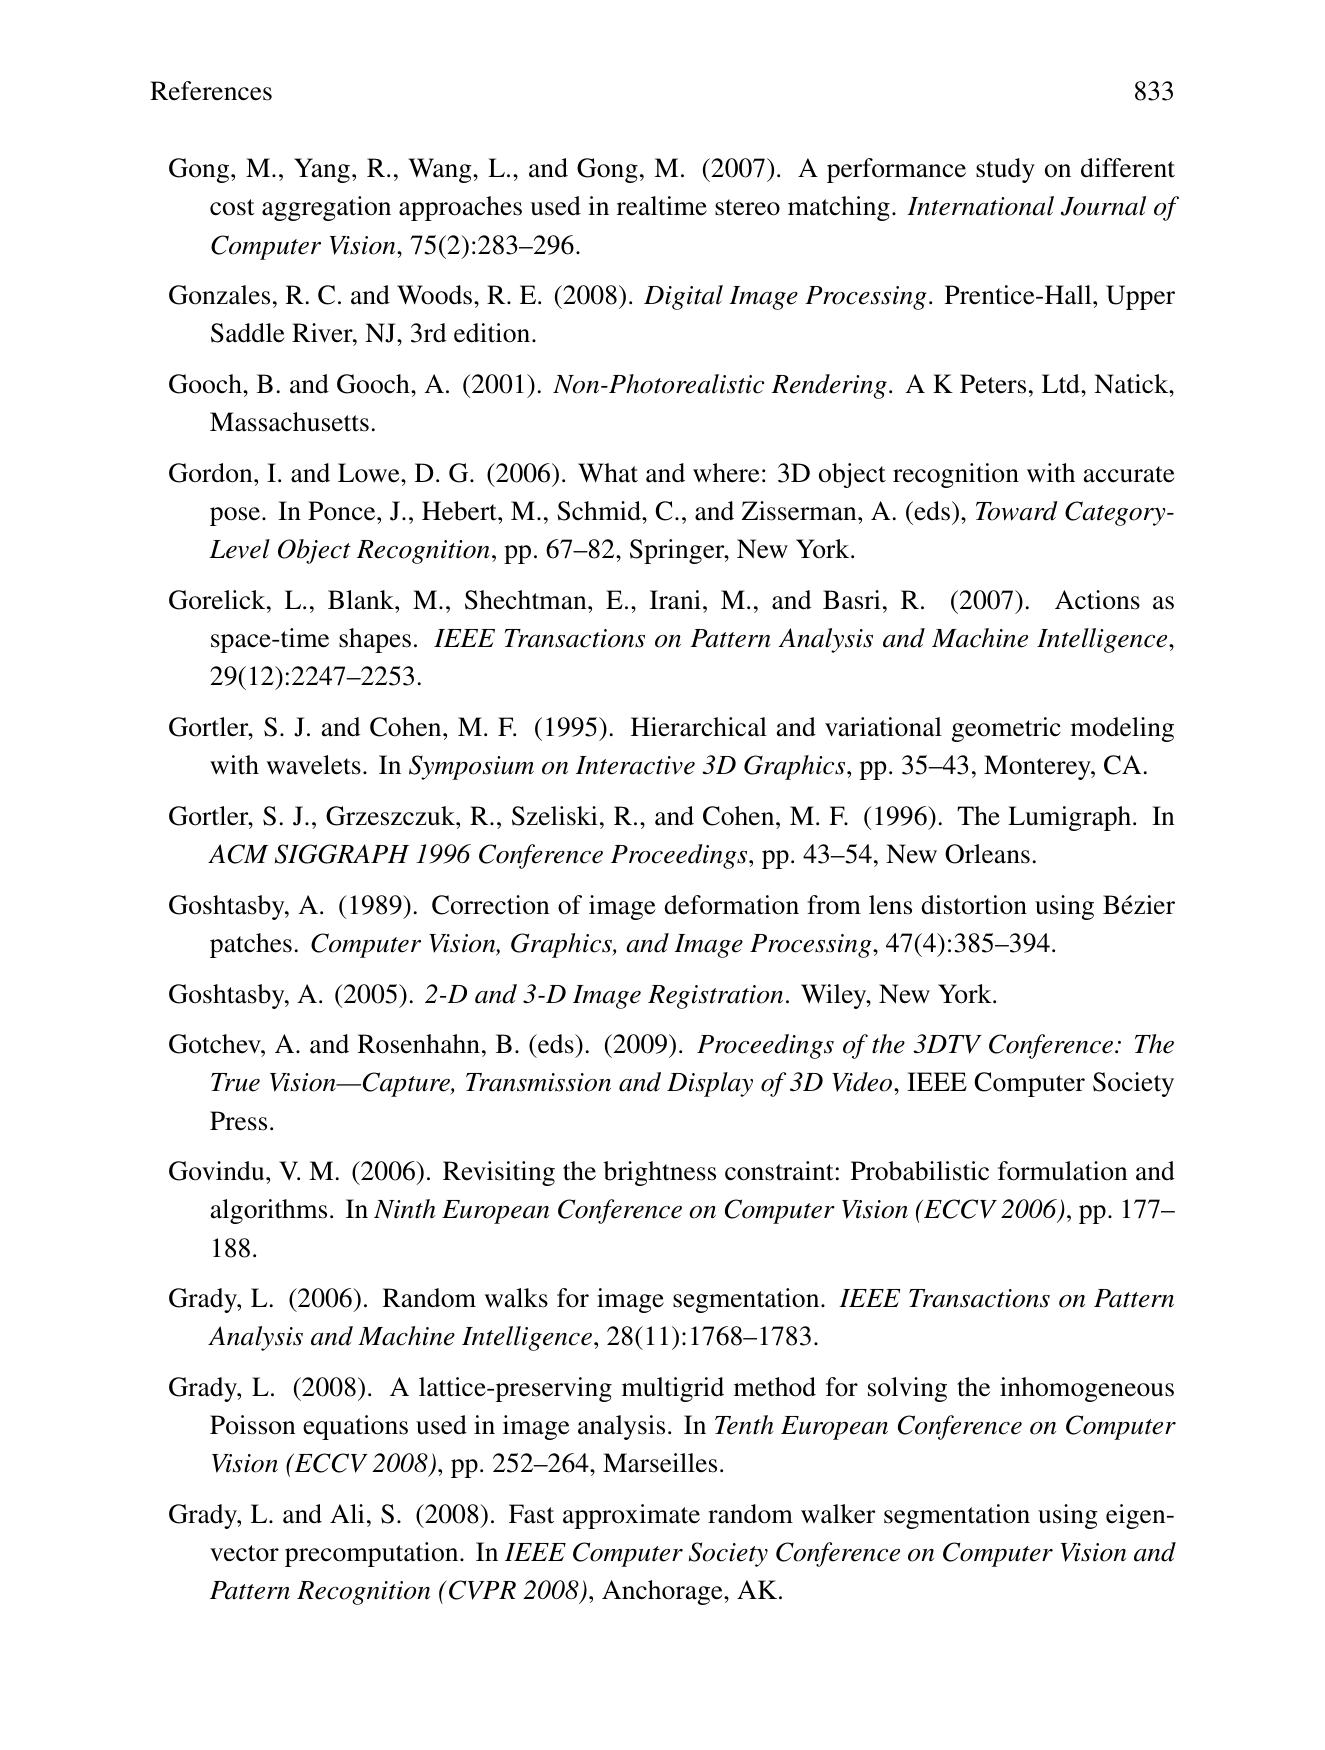 References 833
Gong, M., Yang, R., Wang, L., and Gong, M. (2007). A performance study on different
cost aggregation approaches used in realtime stereo matching. International Journal of
Computer Vision, 75(2):283–296.
Gonzales, R. C. and Woods, R. E. (2008). Digital Image Processing. Prentice-Hall, Upper
Saddle River, NJ, 3rd edition.
Gooch, B. and Gooch, A. (2001). Non-Photorealistic Rendering. A K Peters, Ltd, Natick,
Massachusetts.
Gordon, I. and Lowe, D. G. (2006). What and where: 3D object recognition with accurate
pose. In Ponce, J., Hebert, M., Schmid, C., and Zisserman, A. (eds), Toward Category-
Level Object Recognition, pp. 67–82, Springer, New York.
Gorelick, L., Blank, M., Shechtman, E., Irani, M., and Basri, R. (2007). Actions as
space-time shapes. IEEE Transactions on Pattern Analysis and Machine Intelligence,
29(12):2247–2253.
Gortler, S. J. and Cohen, M. F. (1995). Hierarchical and variational geometric modeling
with wavelets. In Symposium on Interactive 3D Graphics, pp. 35–43, Monterey, CA.
Gortler, S. J., Grzeszczuk, R., Szeliski, R., and Cohen, M. F. (1996). The Lumigraph. In
ACM SIGGRAPH 1996 Conference Proceedings, pp. 43–54, New Orleans.
Goshtasby, A. (1989). Correction of image deformation from lens distortion using Bézier
patches. Computer Vision, Graphics, and Image Processing, 47(4):385–394.
Goshtasby, A. (2005). 2-D and 3-D Image Registration. Wiley, New York.
Gotchev, A. and Rosenhahn, B. (eds). (2009). Proceedings of the 3DTV Conference: The
True Vision—Capture, Transmission and Display of 3D Video, IEEE Computer Society
Press.
Govindu, V. M. (2006). Revisiting the brightness constraint: Probabilistic formulation and
algorithms. In Ninth European Conference on Computer Vision (ECCV 2006), pp. 177–
188.
Grady, L. (2006). Random walks for image segmentation. IEEE Transactions on Pattern
Analysis and Machine Intelligence, 28(11):1768–1783.
Grady, L. (2008). A lattice-preserving multigrid method for solving the inhomogeneous
Poisson equations used in image analysis. In Tenth European Conference on Computer
Vision (ECCV 2008), pp. 252–264, Marseilles.
Grady, L. and Ali, S. (2008). Fast approximate random walker segmentation using eigen-
vector precomputation. In IEEE Computer Society Conference on Computer Vision and
Pattern Recognition (CVPR 2008), Anchorage, AK.